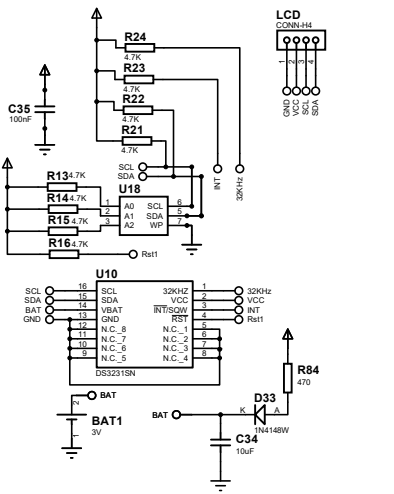 LCD
CONN-H4
1 2 3 4
GND VCC SCL SDA
R24
4.7K
R23
4.7K
R22
4.7K
R21
4.7K
C35
100nF
SCL
SDA
INT
32KHz
R13 4.7K
R14 4.7K
R15 4.7K
R16 4.7K
Rst1
U18
1 A0 SCL 6
2 A1 SDA 5
3 A2 WP 7
U10
SCL 16 SCL 32KHZ 1 32KHz
SDA 15 SDA VCC 2 VCC
BAT 14 VBAT INT/SQW 3 INT
GND 13 GND RST 4 Rst1
12 N.C._8 N.C._1 5
11 N.C._7 N.C._2 6
10 N.C._6 N.C._3 7
9 N.C._5 N.C._4 8
DS3231SN
2 BAT
BAT1
3V
1
BAT
K D33 A
1N4148W
R84
470
C34
10uF